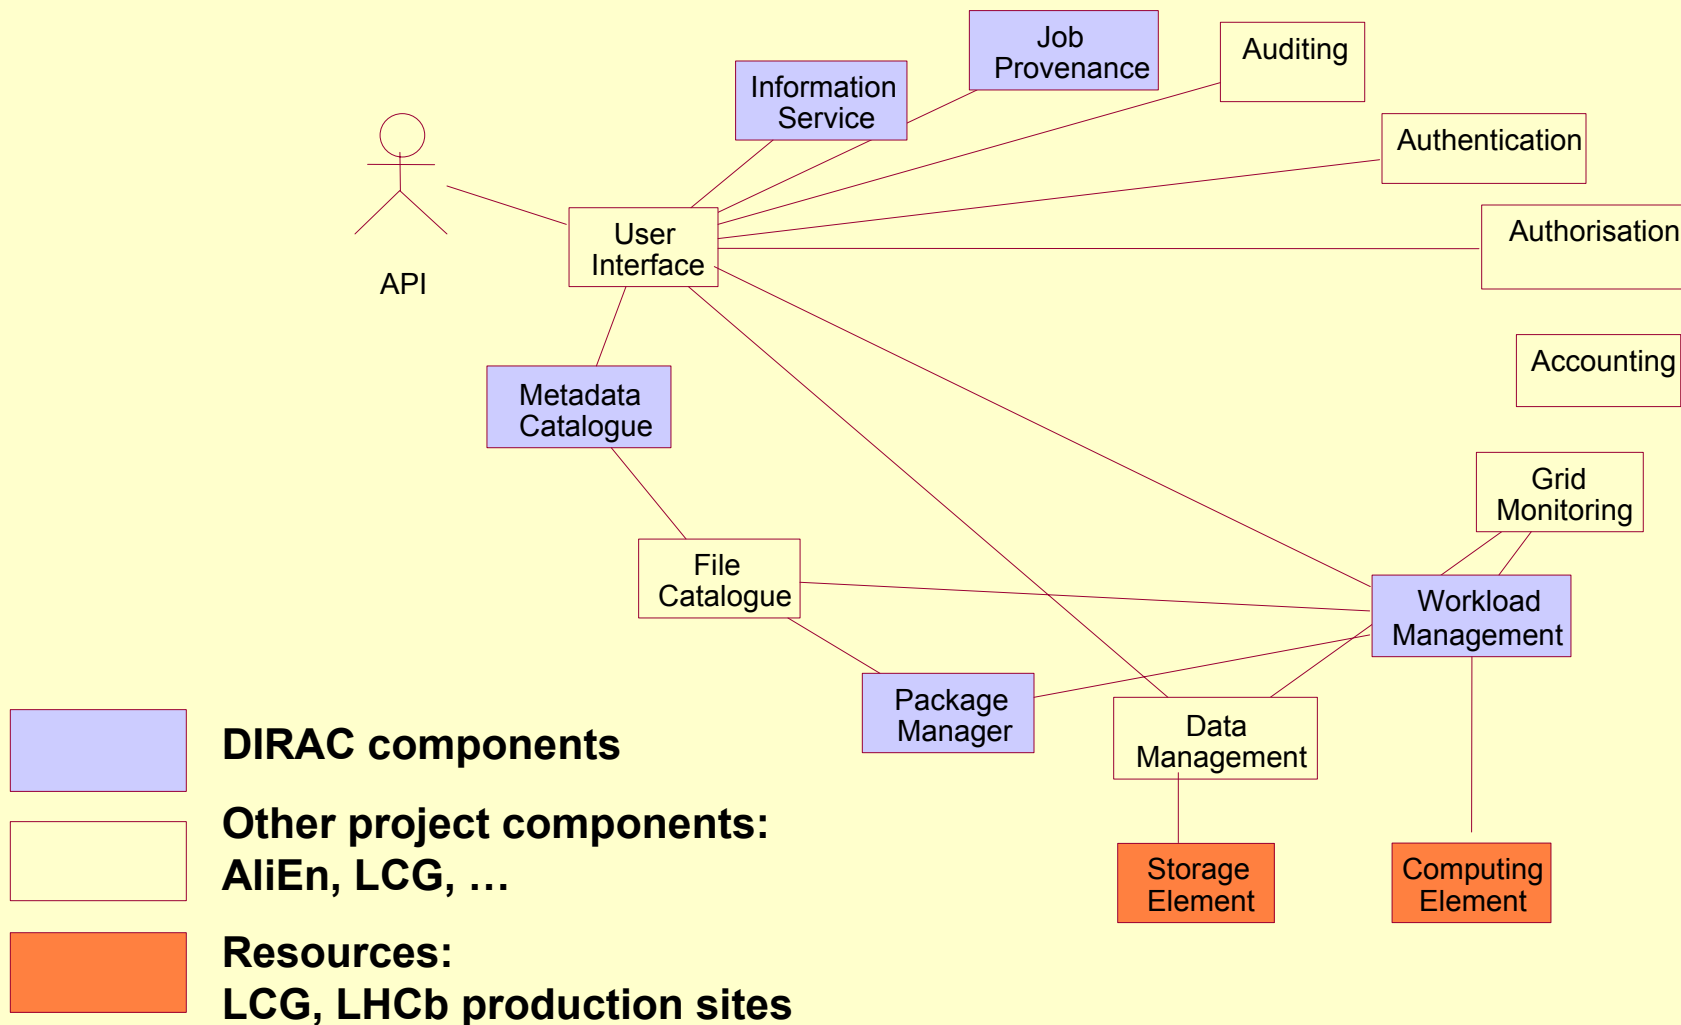 Job
Provenance
Auditing
Information
Service
Authentication
User
Interface
Authorisation
API
Accounting
Metadata
Catalogue
Grid
Monitoring
File
Catalogue
Workload
Management
Package
Manager
Data
Management
DIRAC components
Other project components:
AliEn, LCG, …
Storage
Element
Computing
Element
Resources:
LCG, LHCb production sites